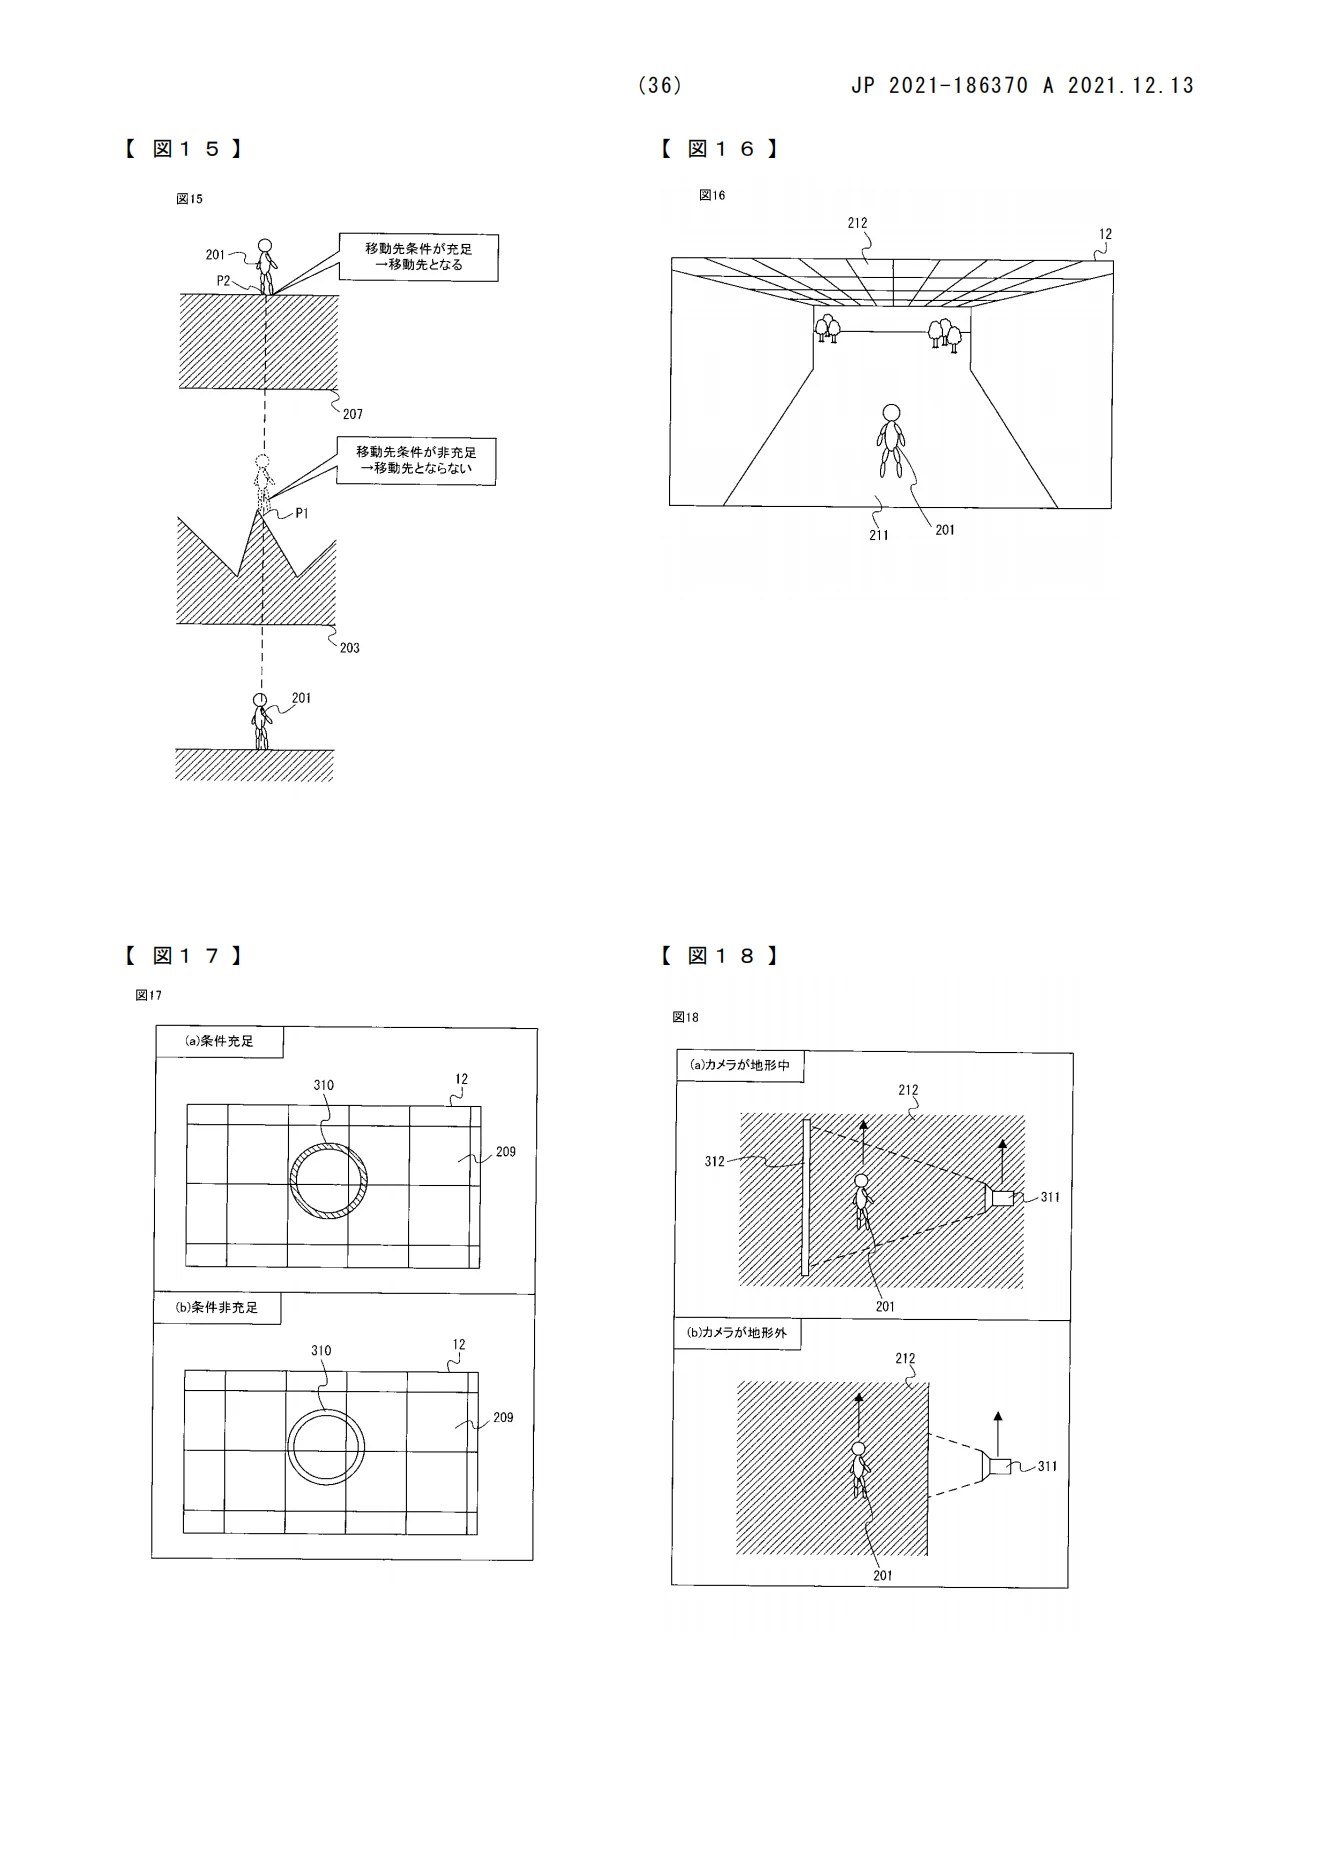 (36)
JP 2021-186370 A 2021.12.13
【図15】
図15
201
移動先条件が充足
→移動先となる
P2
207
移動先条件が非充足
→移動先とならない
P1
203
201
【図16】
図16
212
12
211
201
【図17】
図17
(a)条件充足
310
12
209
(b)条件非充足
310
12
209
【図18】
図18
(a)カメラが地形中
212
312
311
201
(b)カメラが地形外
212
311
201